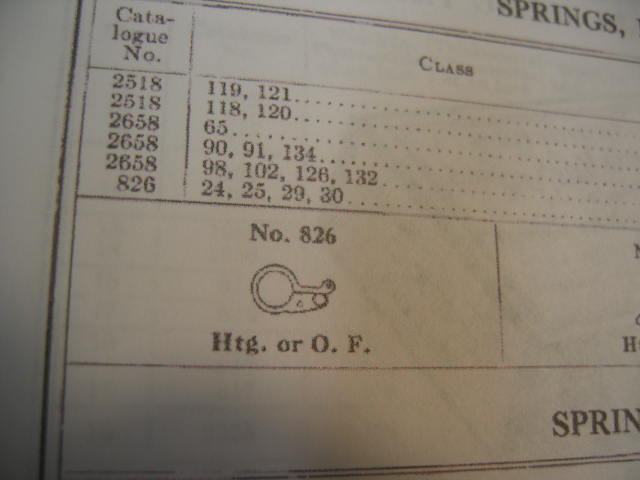 SPRINGS,
Cata-
logue
No.
CLASS
2518 119, 121
2518 118, 120
2658 65
2658 90, 91, 134
2658 98, 102, 126, 132
826 24, 25, 29, 30
No. 826
Htg. or O. F.
SPRIN